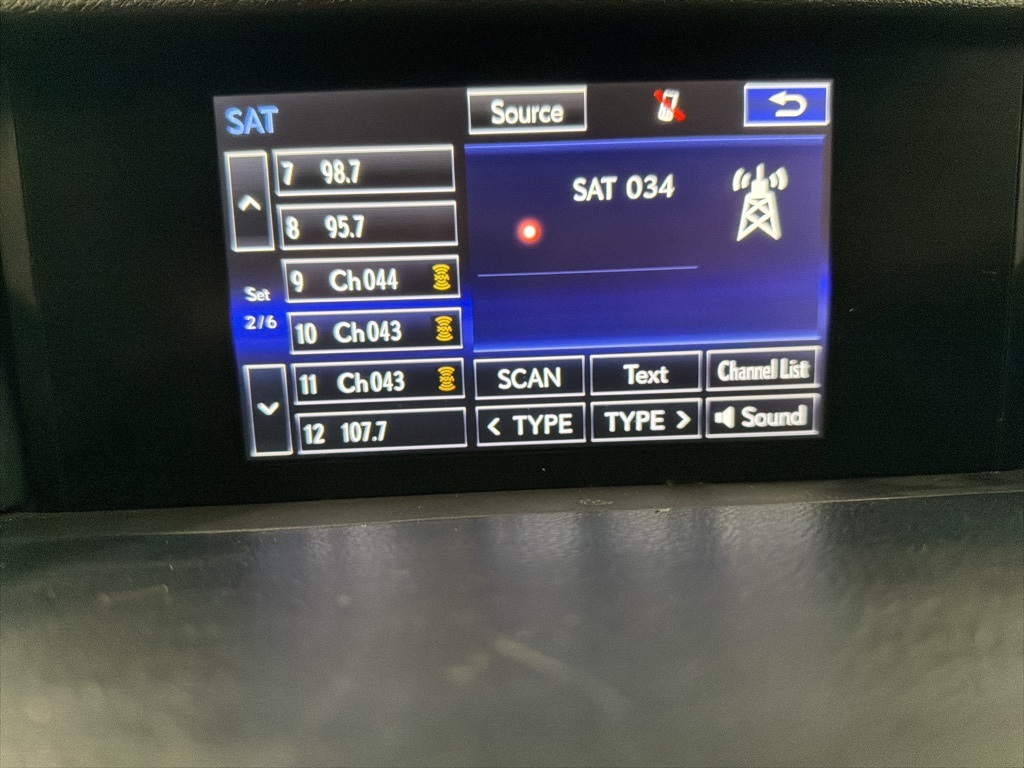 SAT
Source
7 98.7
8 95.7
9 Ch044
10 Ch043
11 Ch043
12 107.7
Set
2/6
SAT 034
SCAN
Text
Channel List
< TYPE
TYPE >
Sound